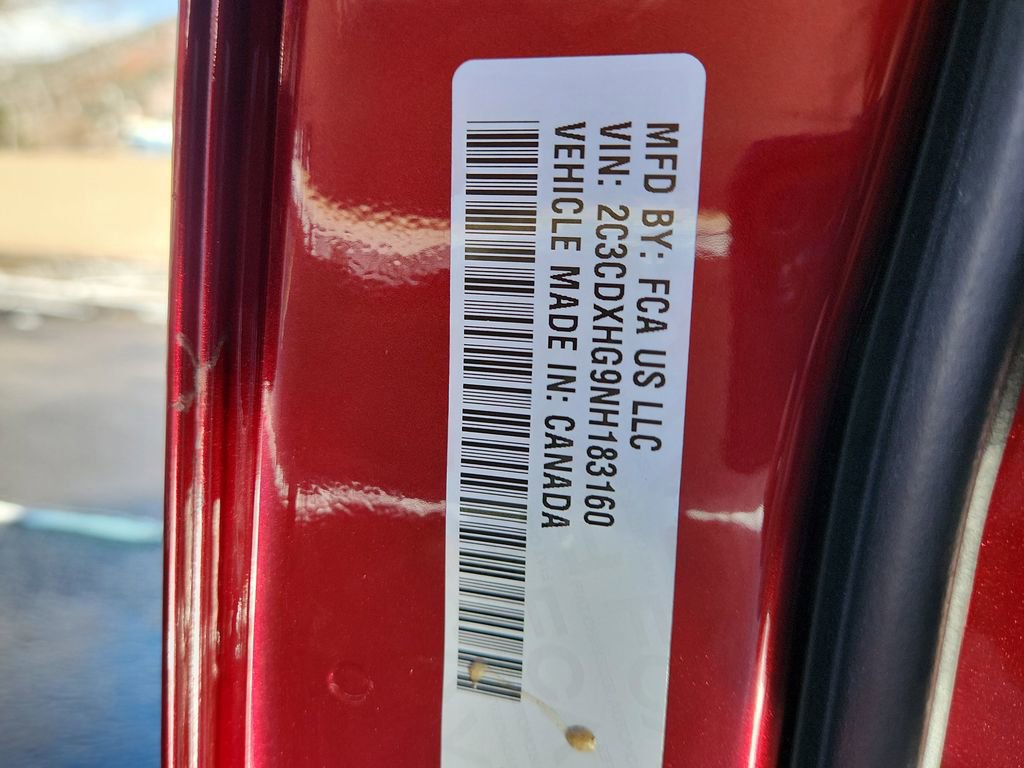 MFD BY: FCA US LLC
VIN: 2C3CDXHG9NH183160
VEHICLE MADE IN: CANADA